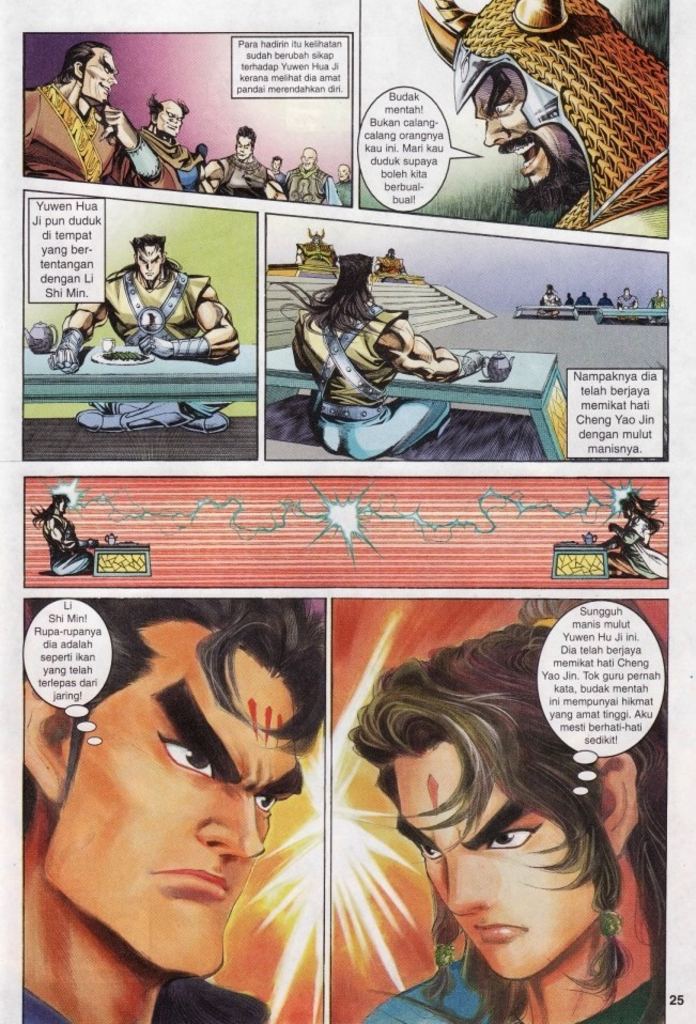 Para hadirin itu kelihatan
sudah berubah sikap
terhadap Yuwen Hua Ji
kerana melihat dia amat
pandai merendahkan diri.
Budak
mentah!
Bukan calang-
calang orangnya
kau ini. Mari kau
duduk supaya
boleh kita
berbual-
bual!
Yuwen Hua
Ji pun duduk
di tempat
yang ber-
tentangan
dengan Li
Shi Min.
Nampaknya dia
telah berjaya
memikat hati
Cheng Yao Jin
dengan mulut
manisnya.
Li
Shi Min!
Rupa-rupanya
dia adalah
seperti ikan
yang telah
terlepas dari
jaring!
Sungguh
manis mulut
Yuwen Hu Ji ini.
Dia telah berjaya
memikat hati Cheng
Yao Jin. Tok guru pernah
kata, budak mentah
ini mempunyai hikmat
yang amat tinggi. Aku
mesti berhati-hati
sedikit!
25